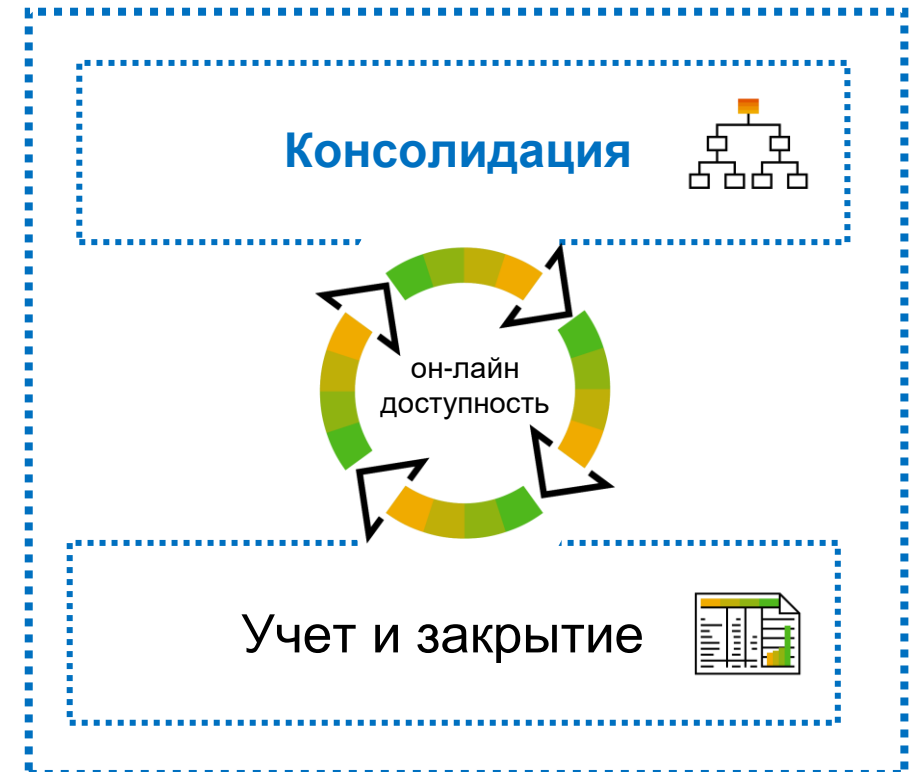 Консолидация
он-лайн
доступность
Учет и закрытие